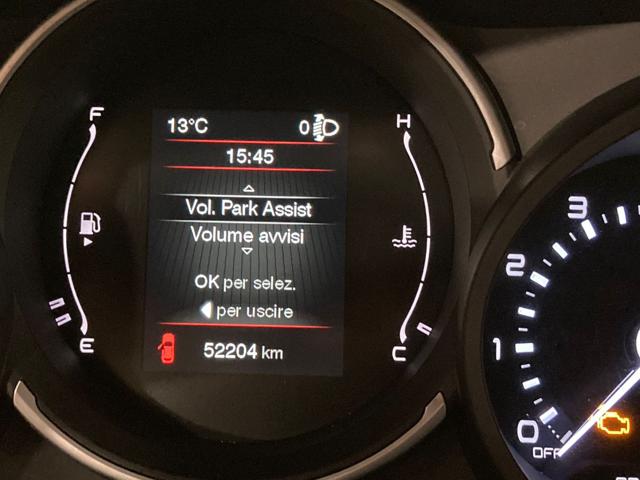 F
H
13°C
0
15:45
Vol. Park Assist
Volume avvisi
OK per selez.
per uscire
E
C
52204 km
3
2
1
0
OFF